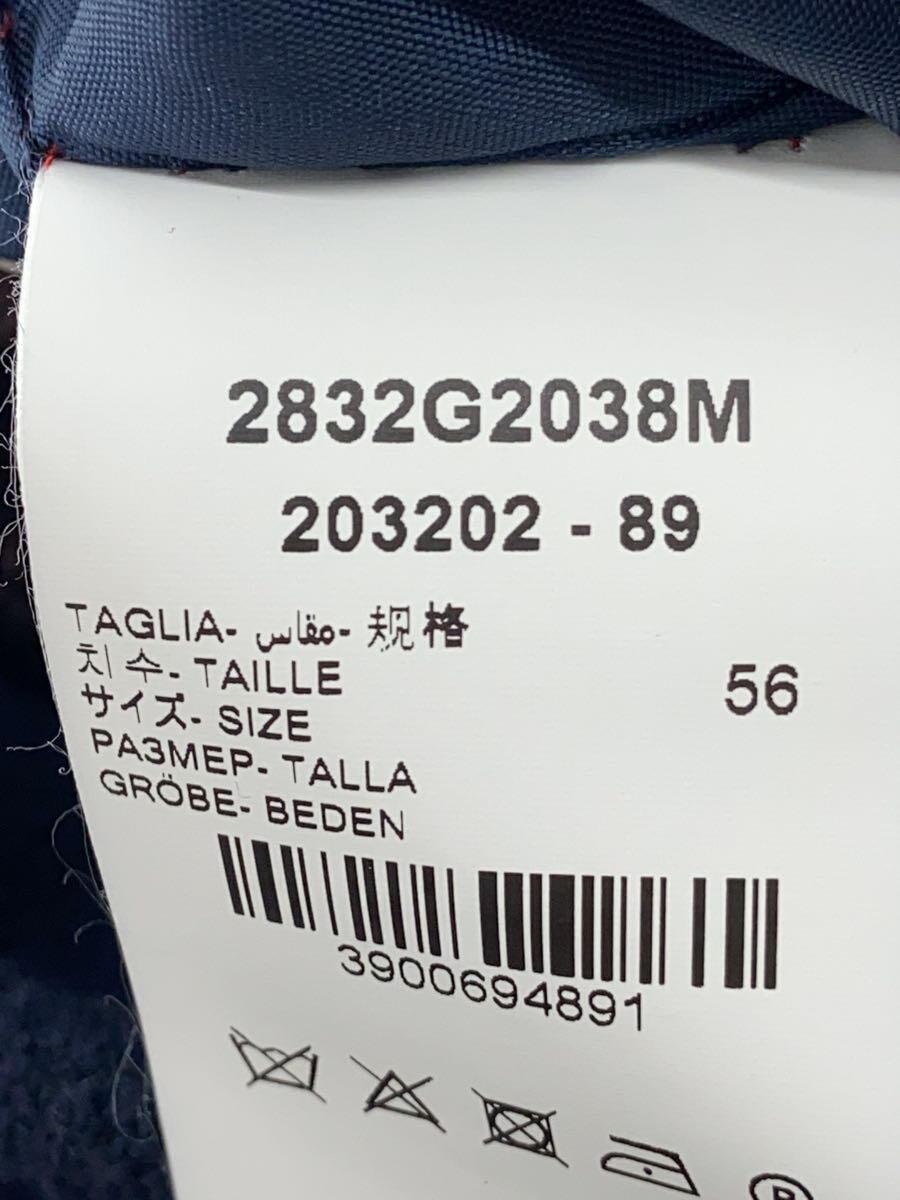 2832G2038M
203202 - 89
TAGLIA- مقاس- 规格
치수- TAILLE
サイズ- SIZE
РАЗМЕР- TALLA
GRÖBE- BEDEN
56
3900694891
P